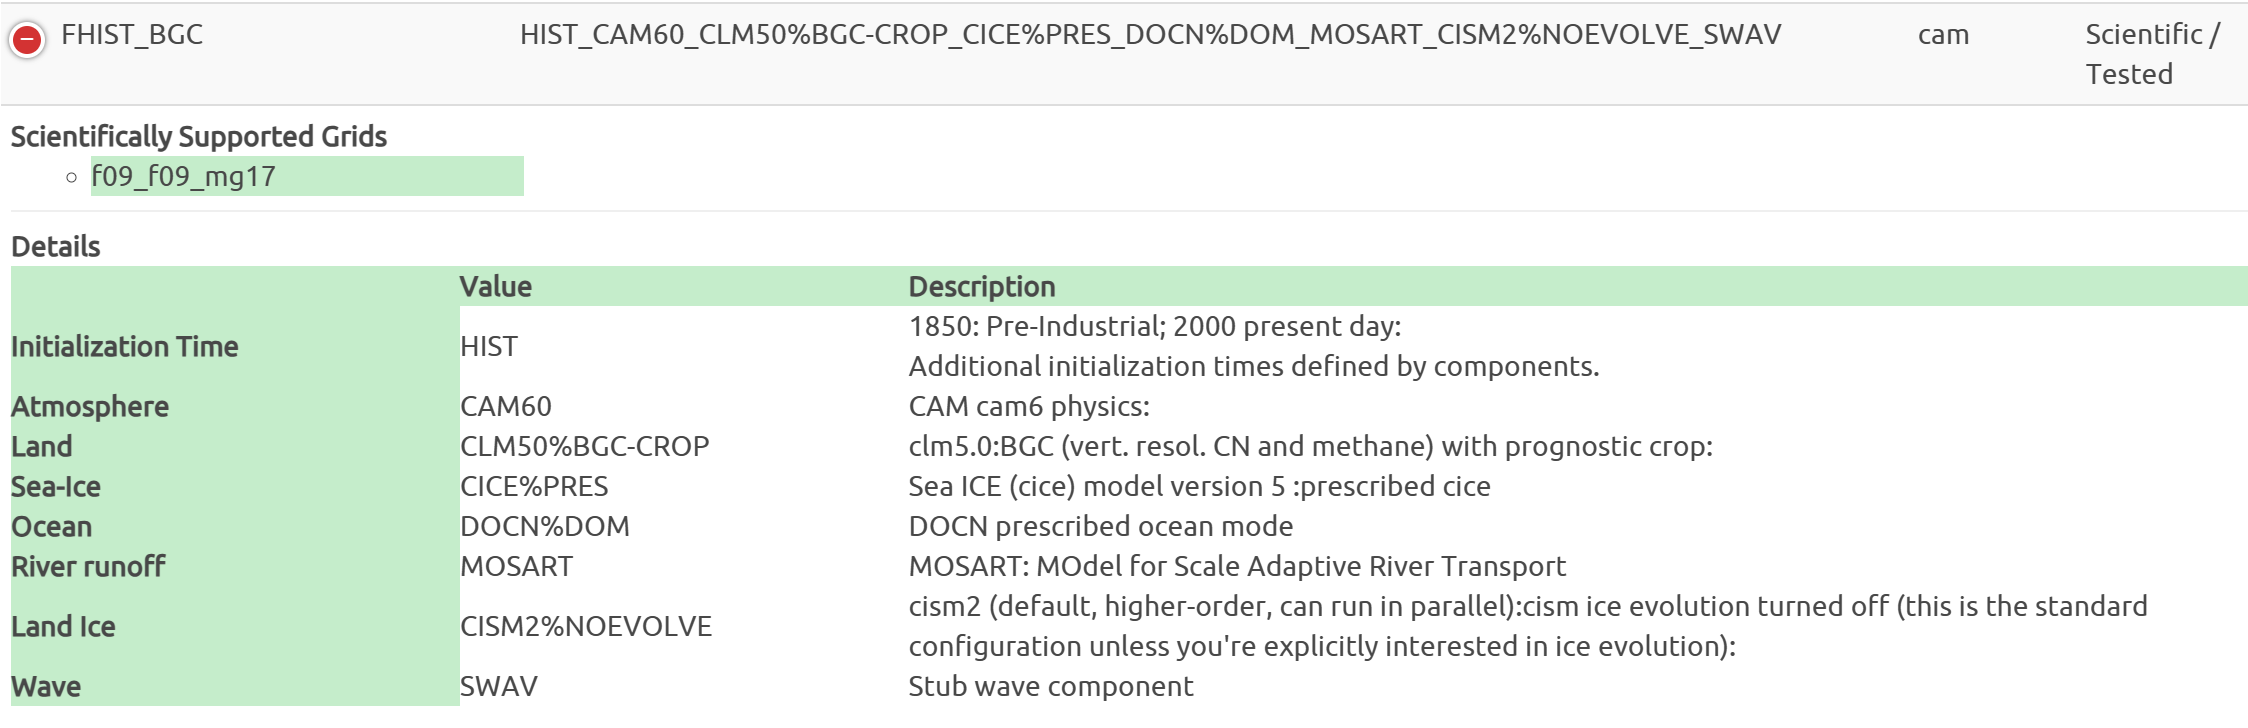 FHIST_BGC HIST_CAM60_CLM50%BGC-CROP_CICE%PRES_DOCN%DOM_MOSART_CISM2%NOEVOLVE_SWAV cam Scientific /
Tested
Scientifically Supported Grids
f09_f09_mg17
Details
Value Description
Initialization Time HIST 1850: Pre-Industrial; 2000 present day:
Additional initialization times defined by components.
Atmosphere CAM60 CAM cam6 physics:
Land CLM50%BGC-CROP clm5.0:BGC (vert. resol. CN and methane) with prognostic crop:
Sea-Ice CICE%PRES Sea ICE (cice) model version 5 :prescribed cice
Ocean DOCN%DOM DOCN prescribed ocean mode
River runoff MOSART MOSART: MOdel for Scale Adaptive River Transport
Land Ice CISM2%NOEVOLVE cism2 (default, higher-order, can run in parallel):cism ice evolution turned off (this is the standard
configuration unless you're explicitly interested in ice evolution):
Wave SWAV Stub wave component